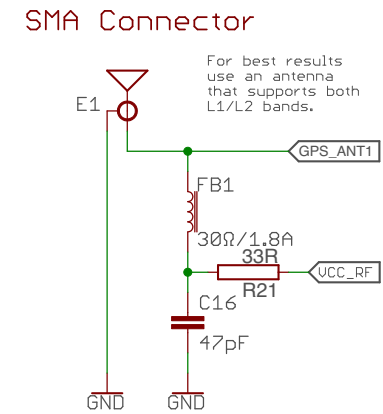 SMA Connector
For best results
use an antenna
that supports both
L1/L2 bands.
E1
GPS_ANT1
FB1
30Ω/1.8A
33R
VCC_RF
R21
C16
47pF
GND GND